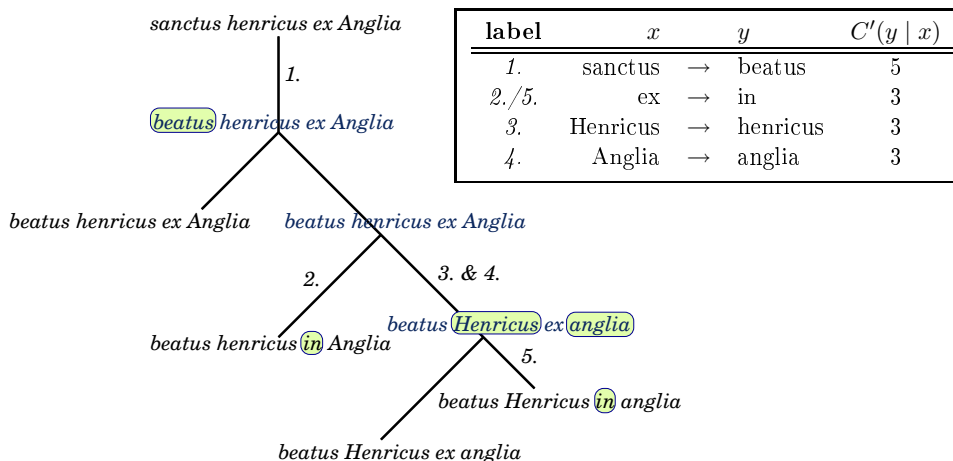 sanctus henricus ex Anglia
1.
beatus henricus ex Anglia
beatus henricus ex Anglia
beatus henricus ex Anglia
2.
3. & 4.
beatus Henricus ex anglia
beatus henricus in Anglia
5.
beatus Henricus in anglia
beatus Henricus ex anglia
label x y C′(y | x)
1. sanctus → beatus 5
2./5. ex → in 3
3. Henricus → henricus 3
4. Anglia → anglia 3